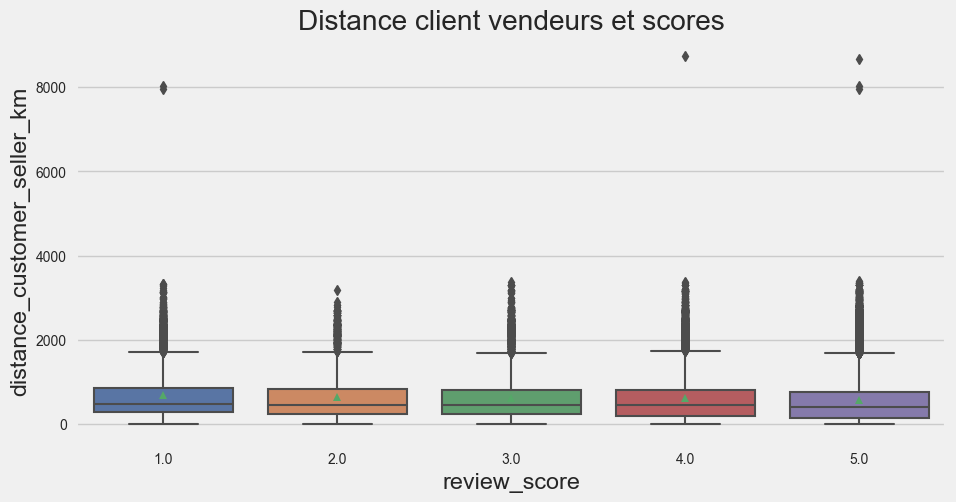 Distance client vendeurs et scores
distance_customer_seller_km
8000
6000
4000
2000
0
1.0 2.0 3.0 4.0 5.0
review_score